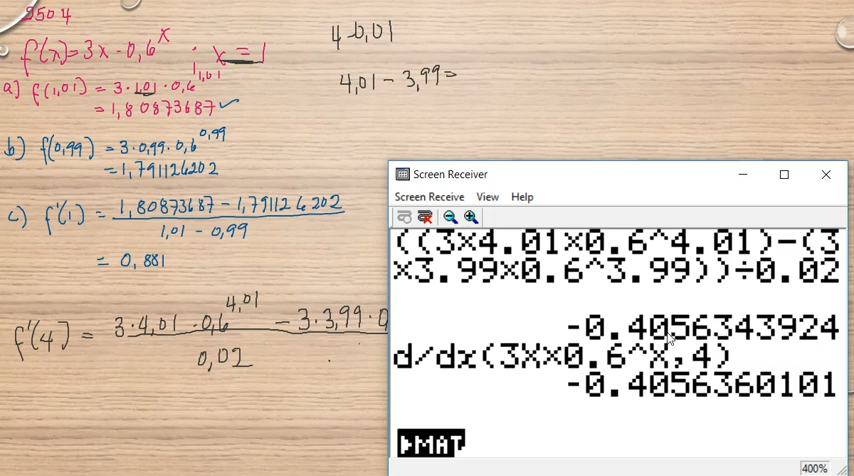 2504
f(x) = 3x · 0,6^x · x = 1
a) f(1,01) = 3 · 1,01 · 0,6^1,01
= 1,80873687 ✓
b) f(0,99) = 3 · 0,99 · 0,6^0,99
= 1,791126202
c) f'(1) = 1,80873687 − 1,791126202
1,01 − 0,99
= 0,881
f'(4) = 3 · 4,01 · 0,6^4,01 − 3 · 3,99 · 0
0,02
4 0,01
4,01 − 3,99 =
Screen Receiver
Screen Receive View Help
((3×4.01×0.6^4.01)-(3
×3.99×0.6^3.99))÷0.02
-0.4056343924
d/dx(3X×0.6^X,4)
-0.4056360101
▶MAT
400%